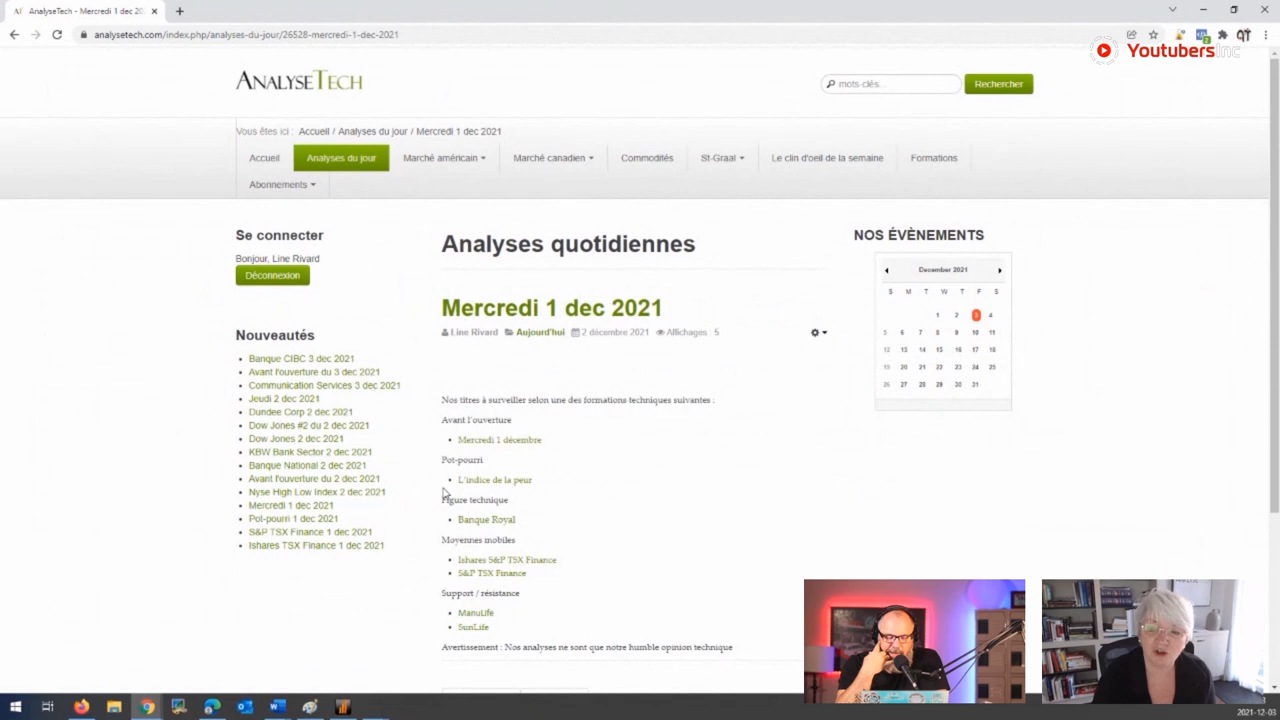 AnalyseTech - Mercredi 1 dec 20
analysetech.com/index.php/analyses-du-jour/26528-mercredi-1-dec-2021
YoutubersInc
ANALYSETECH
mots-clés...
Rechercher
Vous êtes ici : Accueil / Analyses du jour / Mercredi 1 dec 2021
Accueil
Analyses du jour
Marché américain
Marché canadien
Commodités
St-Graal
Le clin d'oeil de la semaine
Formations
Abonnements
Se connecter
Bonjour, Line Rivard
Déconnexion
Nouveautés
Banque CIBC 3 dec 2021
Avant l'ouverture du 3 dec 2021
Communication Services 3 dec 2021
Jeudi 2 dec 2021
Dundee Corp 2 dec 2021
Dow Jones #2 du 2 dec 2021
Dow Jones 2 dec 2021
KBW Bank Sector 2 dec 2021
Banque National 2 dec 2021
Avant l'ouverture du 2 dec 2021
Nyse High Low Index 2 dec 2021
Mercredi 1 dec 2021
Pot-pourri 1 dec 2021
S&P TSX Finance 1 dec 2021
Ishares TSX Finance 1 dec 2021
Analyses quotidiennes
Mercredi 1 dec 2021
Line Rivard Aujourd'hui 2 décembre 2021 Affichages 5
Nos titres à surveiller selon une des formations techniques suivantes :
Avant l'ouverture
Mercredi 1 décembre
Pot-pourri
L'indice de la peur
Figure technique
Banque Royal
Moyennes mobiles
Ishares S&P TSX Finance
S&P TSX Finance
Support / résistance
ManuLife
SunLife
Avertissement : Nos analyses ne sont que notre humble opinion technique
NOS ÉVÈNEMENTS
December 2021
S M T W T F S
1 2 3 4
5 6 7 8 9 10 11
12 13 14 15 16 17 18
19 20 21 22 23 24 25
26 27 28 29 30 31
2021-12-03